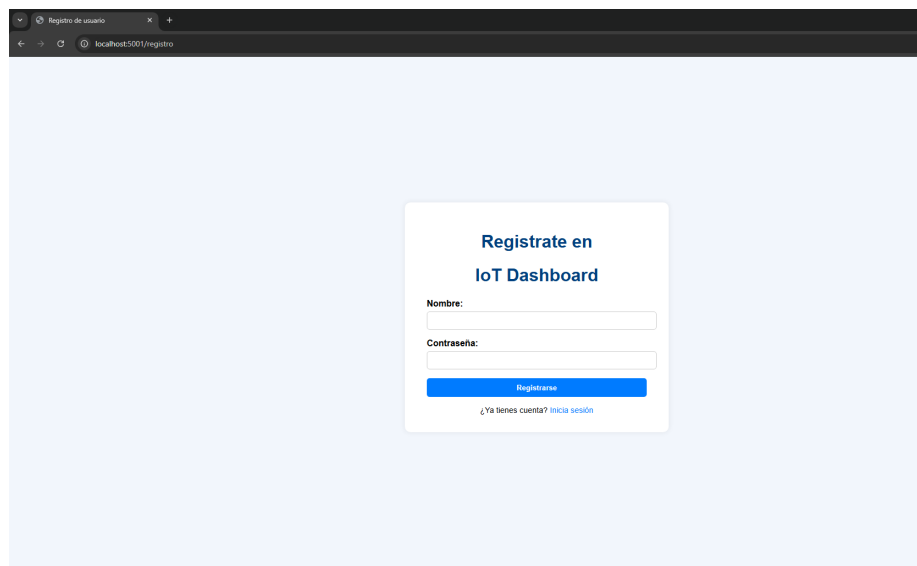 Registro de usuario
localhost:5001/registro
Registrate en
IoT Dashboard
Nombre:
Contraseña:
Registrarse
¿Ya tienes cuenta? Inicia sesión